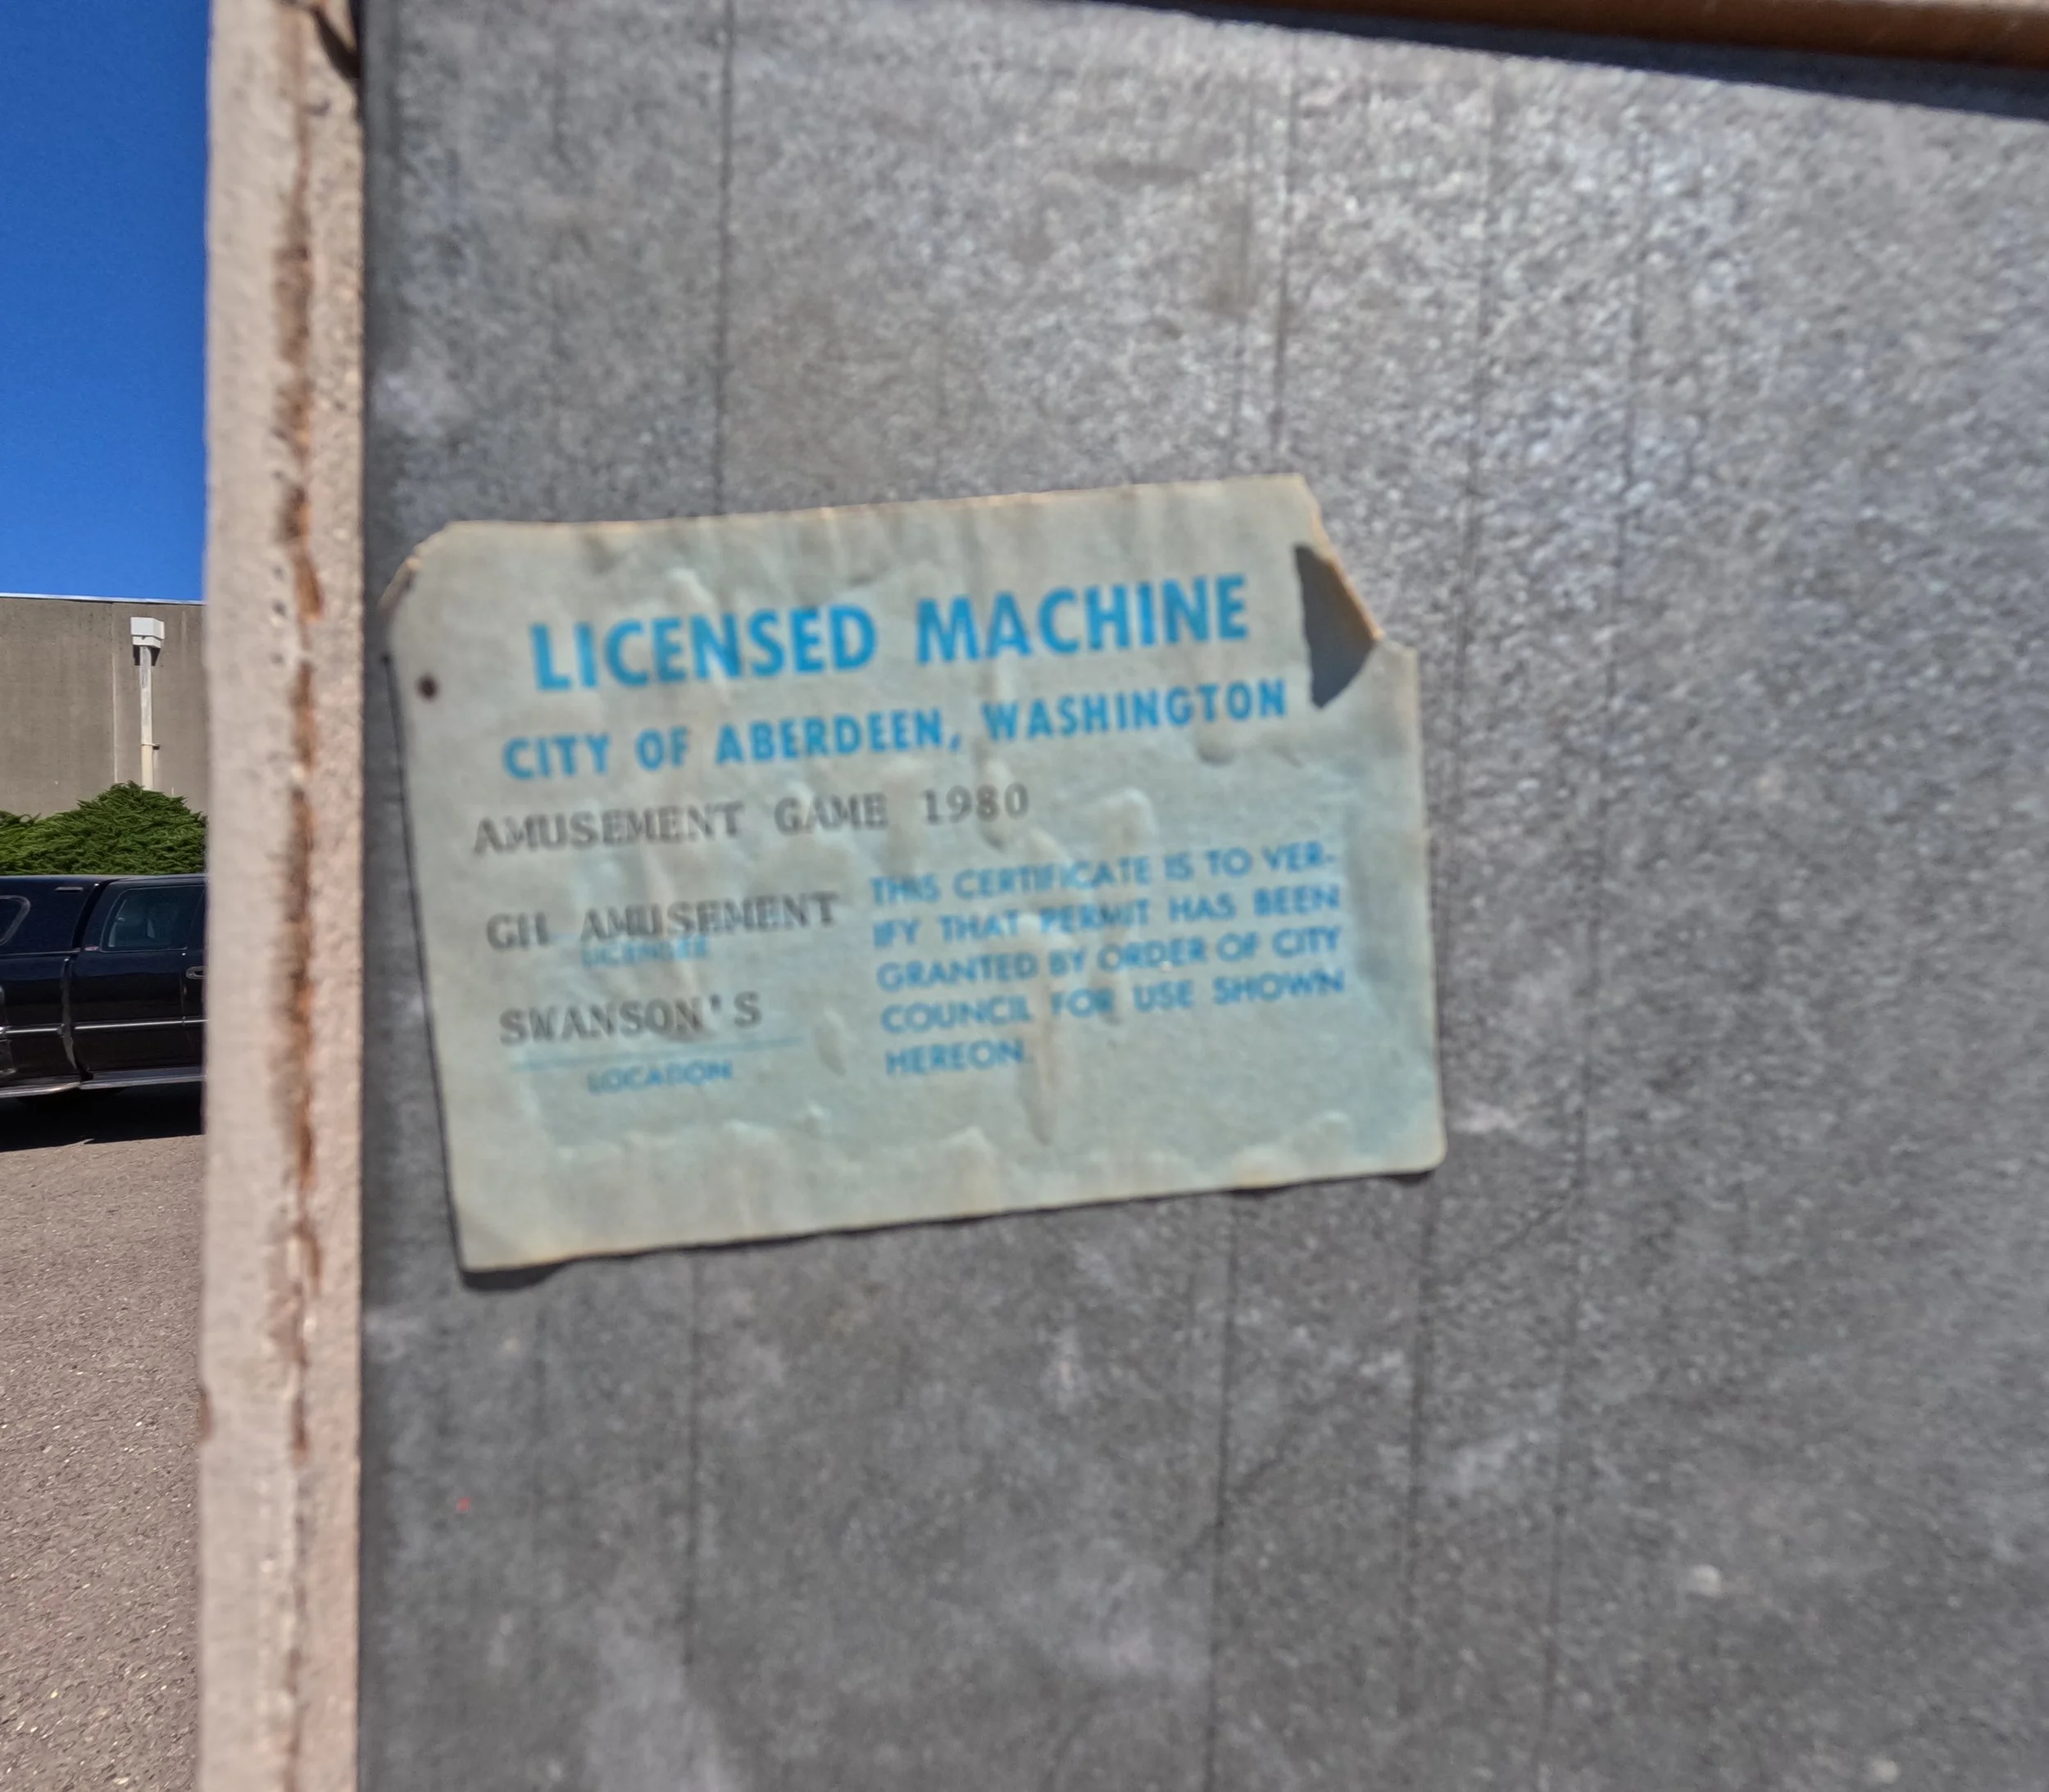 LICENSED MACHINE
CITY OF ABERDEEN, WASHINGTON
AMUSEMENT GAME 1980
GH AMUSEMENT
LICENSEE
SWANSON'S
LOCATION
THIS CERTIFICATE IS TO VER-
IFY THAT PERMIT HAS BEEN
GRANTED BY ORDER OF CITY
COUNCIL FOR USE SHOWN
HEREON.